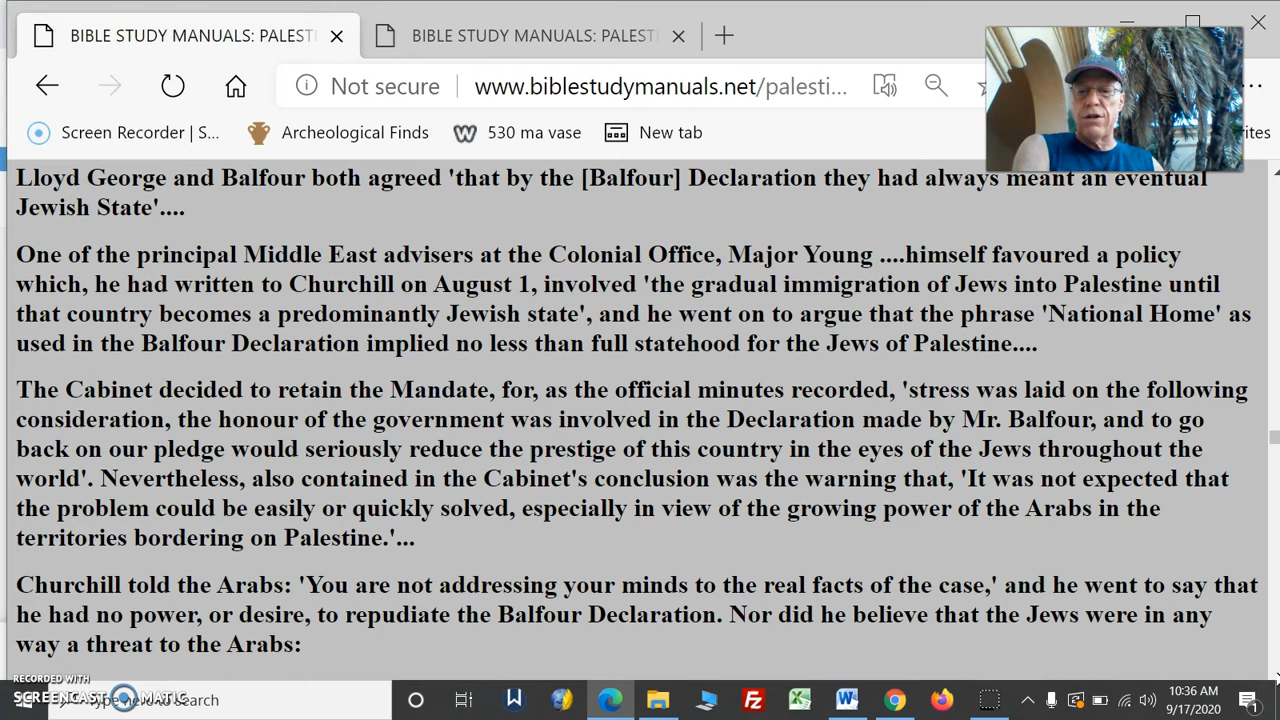 BIBLE STUDY MANUALS: PALEST
BIBLE STUDY MANUALS: PALEST
Not secure
www.biblestudymanuals.net/palesti...
Screen Recorder | S...
Archeological Finds
530 ma vase
New tab
Lloyd George and Balfour both agreed 'that by the [Balfour] Declaration they had always meant an eventual
Jewish State'....
One of the principal Middle East advisers at the Colonial Office, Major Young ....himself favoured a policy
which, he had written to Churchill on August 1, involved 'the gradual immigration of Jews into Palestine until
that country becomes a predominantly Jewish state', and he went on to argue that the phrase 'National Home' as
used in the Balfour Declaration implied no less than full statehood for the Jews of Palestine....
The Cabinet decided to retain the Mandate, for, as the official minutes recorded, 'stress was laid on the following
consideration, the honour of the government was involved in the Declaration made by Mr. Balfour, and to go
back on our pledge would seriously reduce the prestige of this country in the eyes of the Jews throughout the
world'. Nevertheless, also contained in the Cabinet's conclusion was the warning that, 'It was not expected that
the problem could be easily or quickly solved, especially in view of the growing power of the Arabs in the
territories bordering on Palestine.'...
Churchill told the Arabs: 'You are not addressing your minds to the real facts of the case,' and he went to say that
he had no power, or desire, to repudiate the Balfour Declaration. Nor did he believe that the Jews were in any
way a threat to the Arabs:
RECORDED WITH
SCREENCAST MATIC
here to search
10:36 AM
9/17/2020
1